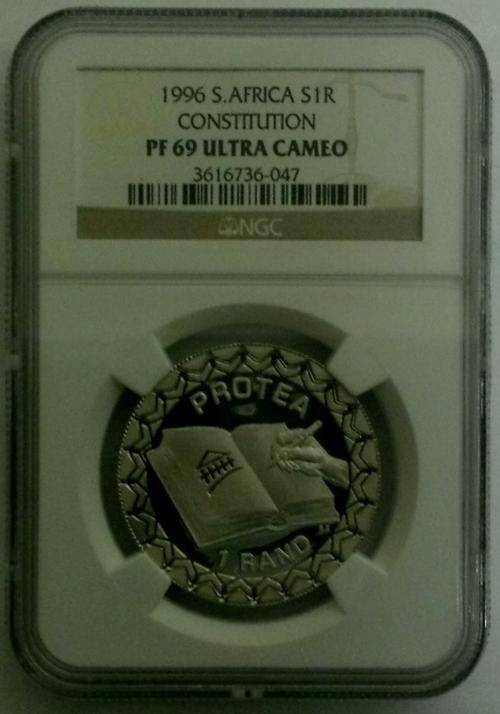 1996 S.AFRICA S1R
CONSTITUTION
PF 69 ULTRA CAMEO
3616736-047
NGC
PROTEA
1 RAND